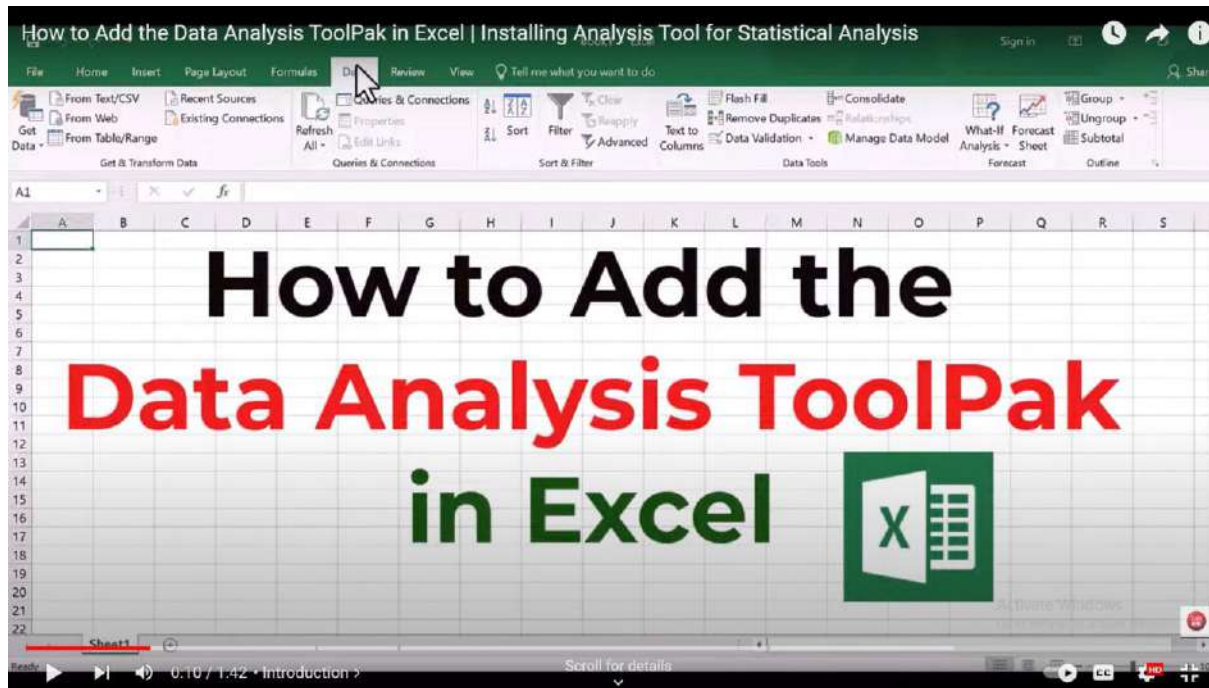 How to Add the Data Analysis ToolPak in Excel | Installing Analysis Tool for Statistical Analysis
Sign in
File Home Insert Page Layout Formulas Review View Tell me what you want to do
Get Data
From Text/CSV
From Web
From Table/Range
Recent Sources
Existing Connections
Get & Transform Data
Refresh All
Queries & Connections
Properties
Edit Links
Queries & Connections
Sort
Filter
Clear
Reapply
Advanced
Sort & Filter
Text to Columns
Flash Fill
Remove Duplicates
Data Validation
Consolidate
Relationships
Manage Data Model
Data Tools
What-If Analysis
Forecast Sheet
Forecast
Group
Ungroup
Subtotal
Outline
A1 fx
A B C D E F G H I J K L M N O P Q R S
1
2
3
4
5
6
7
8
9
10
11
12
13
14
15
16
17
18
19
20
21
22
How to Add the
Data Analysis ToolPak
in Excel
X
Activate Windows
Sheet1
Ready
0:10 / 1:42 • Introduction >
Scroll for details
CC
HD